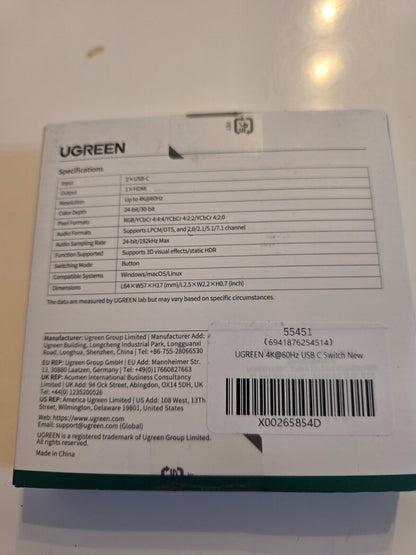 UGREEN
Specifications
Input 2×USB-C
Output 1×HDMI
Resolution Up to 4K@60Hz
Color Depth 24-bit/30-bit
Pixel Formats RGB/YCbCr 4:4:4/YCbCr 4:2:2/YCbCr 4:2:0
Audio Formats Supports LPCM/DTS, and 2.0/2.1/5.1/7.1 channel
Audio Sampling Rate 24-bit/192kHz Max
Function Supported Supports 3D visual effects/static HDR
Switching Mode Button
Compatible Systems Windows/macOS/Linux
Dimensions L64×W57×H17 (mm)/L2.5×W2.2×H0.7 (inch)
The data are measured by UGREEN lab but may vary based on specific circumstances.
Manufacturer: Ugreen Group Limited | Manufacturer Add:
Ugreen Building, Longcheng Industrial Park, Longguanxi
Road, Longhua, Shenzhen, China | Tel: +86-755-28066530
EU REP: Ugreen Group GmbH | EU Add: Mannheimer Str.
13, 30880 Laatzen, Germany | Tel: +49(0)17660827663
UK REP: Acumen International Business Consultancy
Limited | UK Add: 94 Ock Street, Abingdon, OX14 5DH, UK
Tel: +44(0) 1235200526
US REP: America Ugreen Limited | US Add: 108 West, 13th
Street, Wilmington, Delaware 19801, United States
Web: https://www.ugreen.com
Email: support@ugreen.com (Global)
UGREEN is a registered trademark of Ugreen Group Limited.
All rights reserved.
Made in China
55451
(6941876254514)
UGREEN 4K@60Hz USB C Switch New
X00265854D